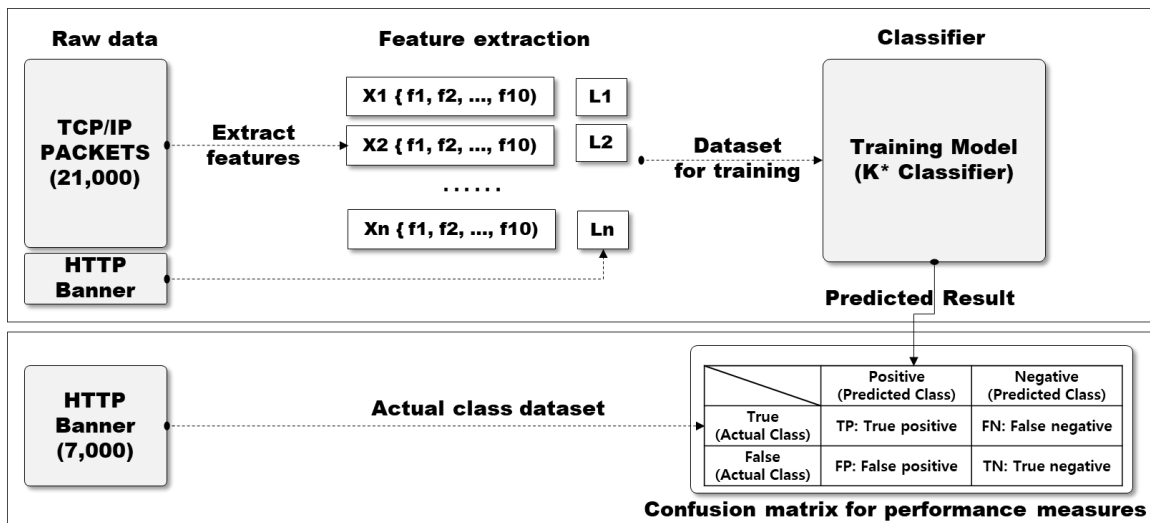 Raw data
Feature extraction
Classifier
TCP/IP
PACKETS
(21,000)
Extract
features
X1 { f1, f2, ..., f10)
L1
X2 { f1, f2, ..., f10)
L2
......
Xn { f1, f2, ..., f10)
Ln
Dataset
for training
Training Model
(K* Classifier)
HTTP
Banner
Predicted Result
HTTP
Banner
(7,000)
Actual class dataset
Positive
(Predicted Class)
Negative
(Predicted Class)
True
(Actual Class)
TP: True positive
FN: False negative
False
(Actual Class)
FP: False positive
TN: True negative
Confusion matrix for performance measures